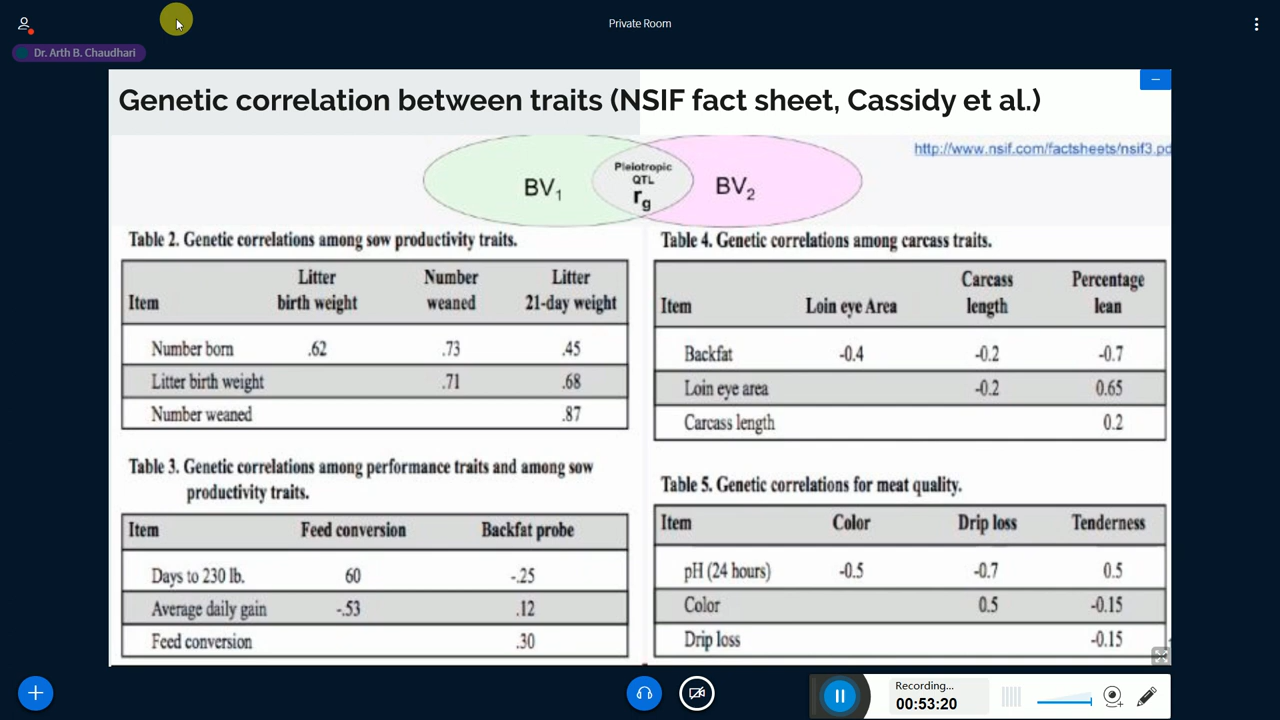 Private Room
Dr. Arth B. Chaudhari
Genetic correlation between traits (NSIF fact sheet, Cassidy et al.)
http://www.nsif.com/factsheets/nsif3.pd
BV1
Pleiotropic
QTL
rg
BV2
Table 2. Genetic correlations among sow productivity traits.
Item Litter birth weight Number weaned Litter 21-day weight
Number born .62 .73 .45
Litter birth weight .71 .68
Number weaned .87
Table 3. Genetic correlations among performance traits and among sow
productivity traits.
Item Feed conversion Backfat probe
Days to 230 lb. 60 -.25
Average daily gain -.53 .12
Feed conversion .30
Table 4. Genetic correlations among carcass traits.
Item Loin eye Area Carcass length Percentage lean
Backfat -0.4 -0.2 -0.7
Loin eye area -0.2 0.65
Carcass length 0.2
Table 5. Genetic correlations for meat quality.
Item Color Drip loss Tenderness
pH (24 hours) -0.5 -0.7 0.5
Color 0.5 -0.15
Drip loss -0.15
Recording...
00:53:20